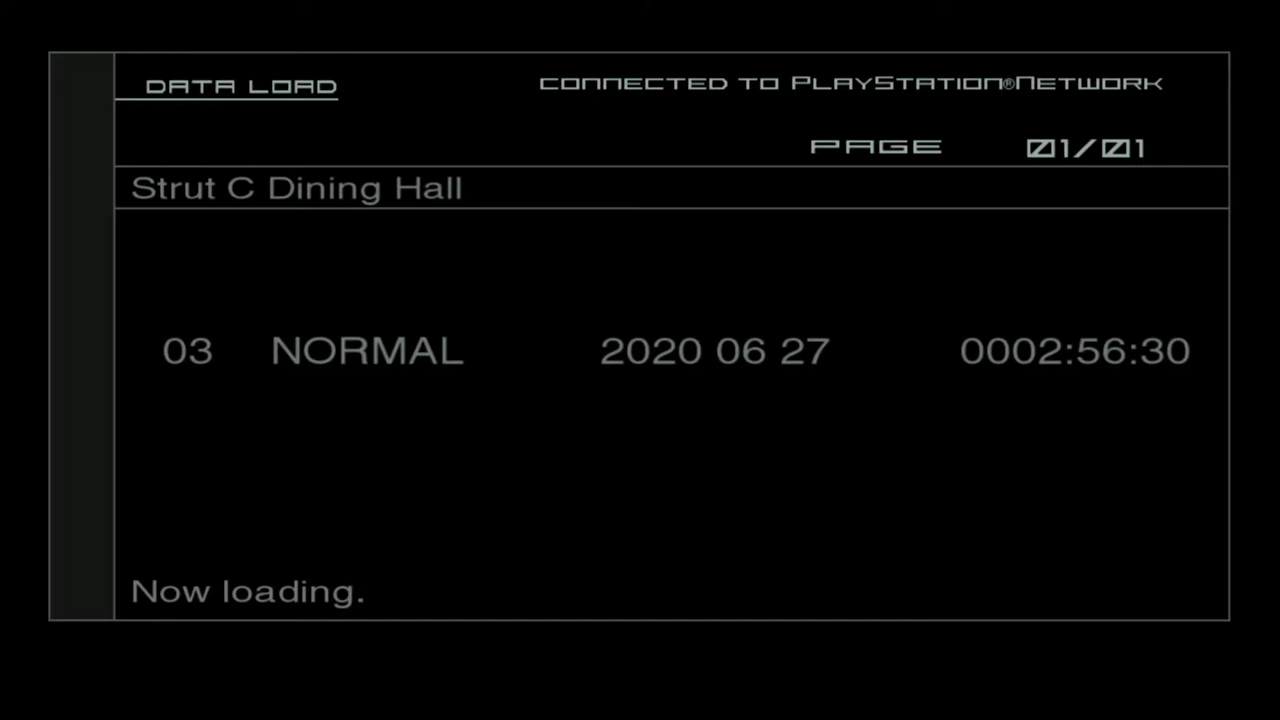 DATA LOAD
CONNECTED TO PLAYSTATION®NETWORK
PAGE 01/01
Strut C Dining Hall
03 NORMAL 2020 06 27 0002:56:30
Now loading.